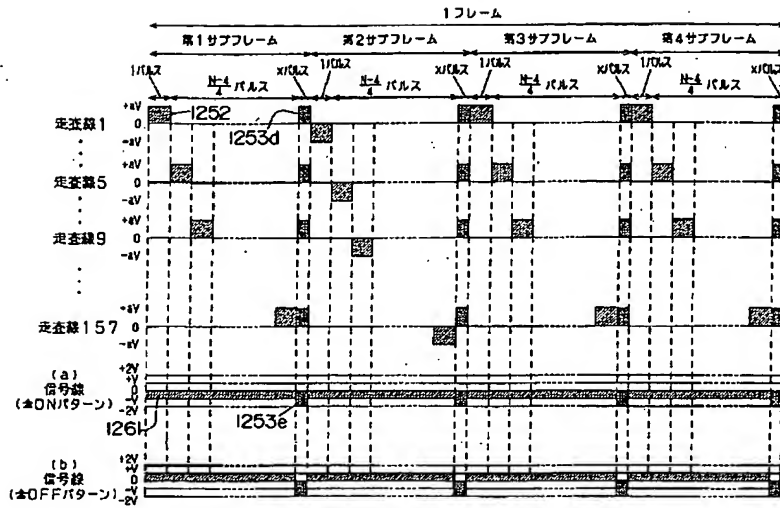 1フレーム
第1サブフレーム 第2サブフレーム 第3サブフレーム 第4サブフレーム
1パルス N-4/4 パルス xパルス 1パルス N-4/4 パルス xパルス 1パルス N-4/4 パルス xパルス 1パルス N-4/4 パルス xパルス
+aV
走査線1 0
-aV
1252
1253d
+aV
走査線5 0
-aV
+aV
走査線9 0
-aV
+aV
走査線157 0
-aV
(a)
信号線
(全ONパターン)
+2V
+V
0
-V
-2V
1261
1253e
(b)
信号線
(全OFFパターン)
+2V
+V
0
-V
-2V